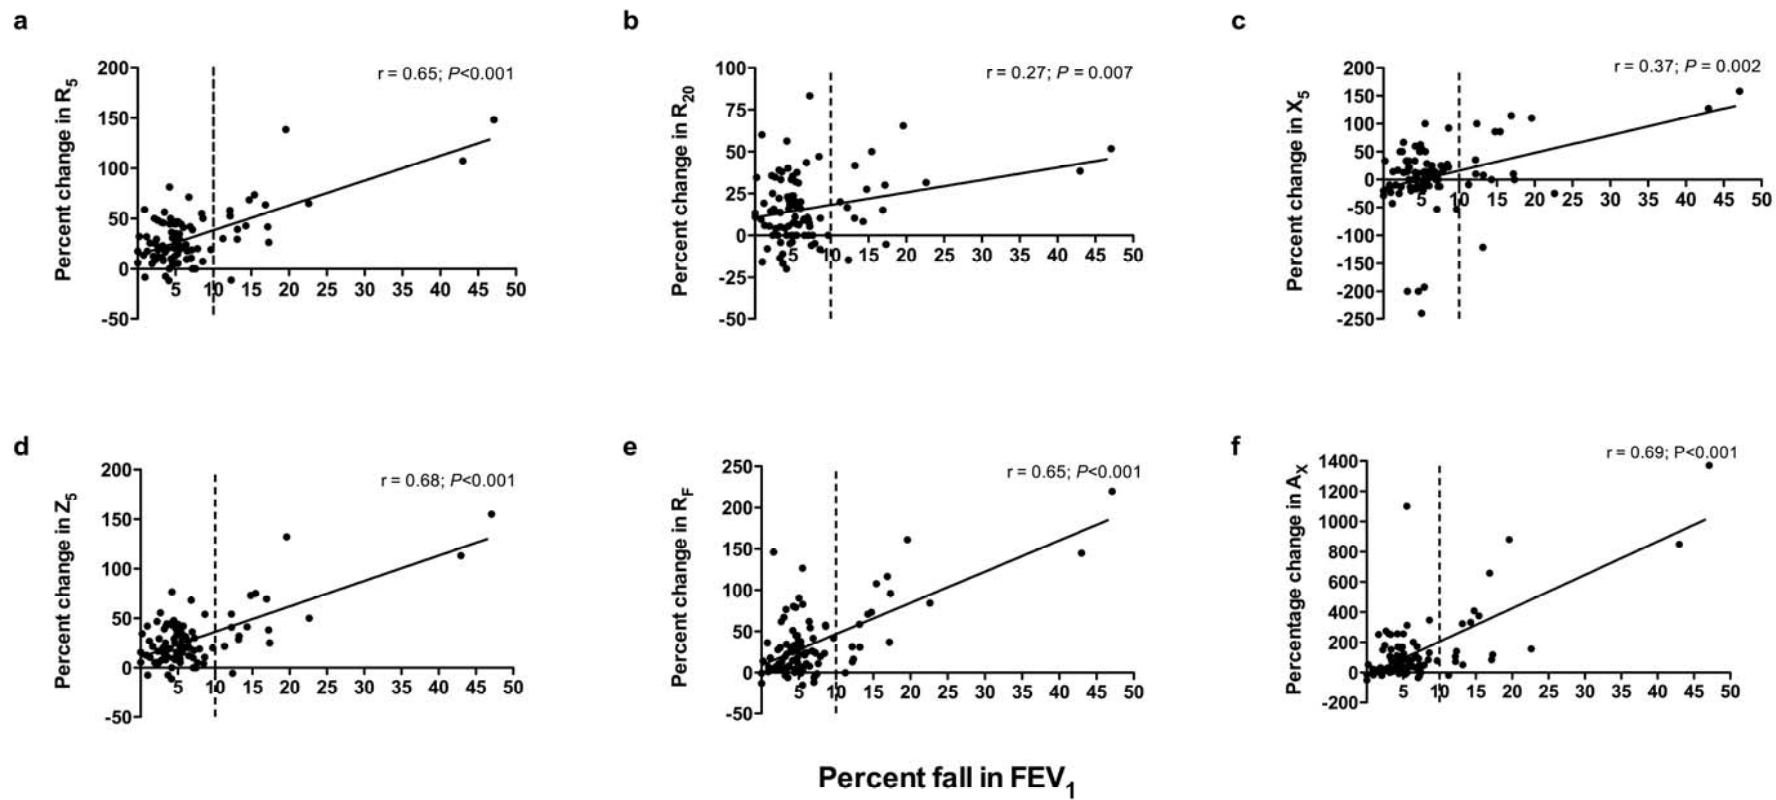 a
r = 0.65; P<0.001
Percent change in R5
200
150
100
50
0
-50
5 10 15 20 25 30 35 40 45 50
b
r = 0.27; P = 0.007
Percent change in R20
100
75
50
25
0
-25
-50
5 10 15 20 25 30 35 40 45 50
c
r = 0.37; P = 0.002
Percent change in X5
200
150
100
50
0
-50
-100
-150
-200
-250
5 10 15 20 25 30 35 40 45 50
d
r = 0.68; P<0.001
Percent change in Z5
200
150
100
50
0
-50
5 10 15 20 25 30 35 40 45 50
e
r = 0.65; P<0.001
Percent change in RF
250
200
150
100
50
0
-50
5 10 15 20 25 30 35 40 45 50
f
r = 0.69; P<0.001
Percentage change in AX
1400
1200
1000
800
600
400
200
0
-200
5 10 15 20 25 30 35 40 45 50
Percent fall in FEV1